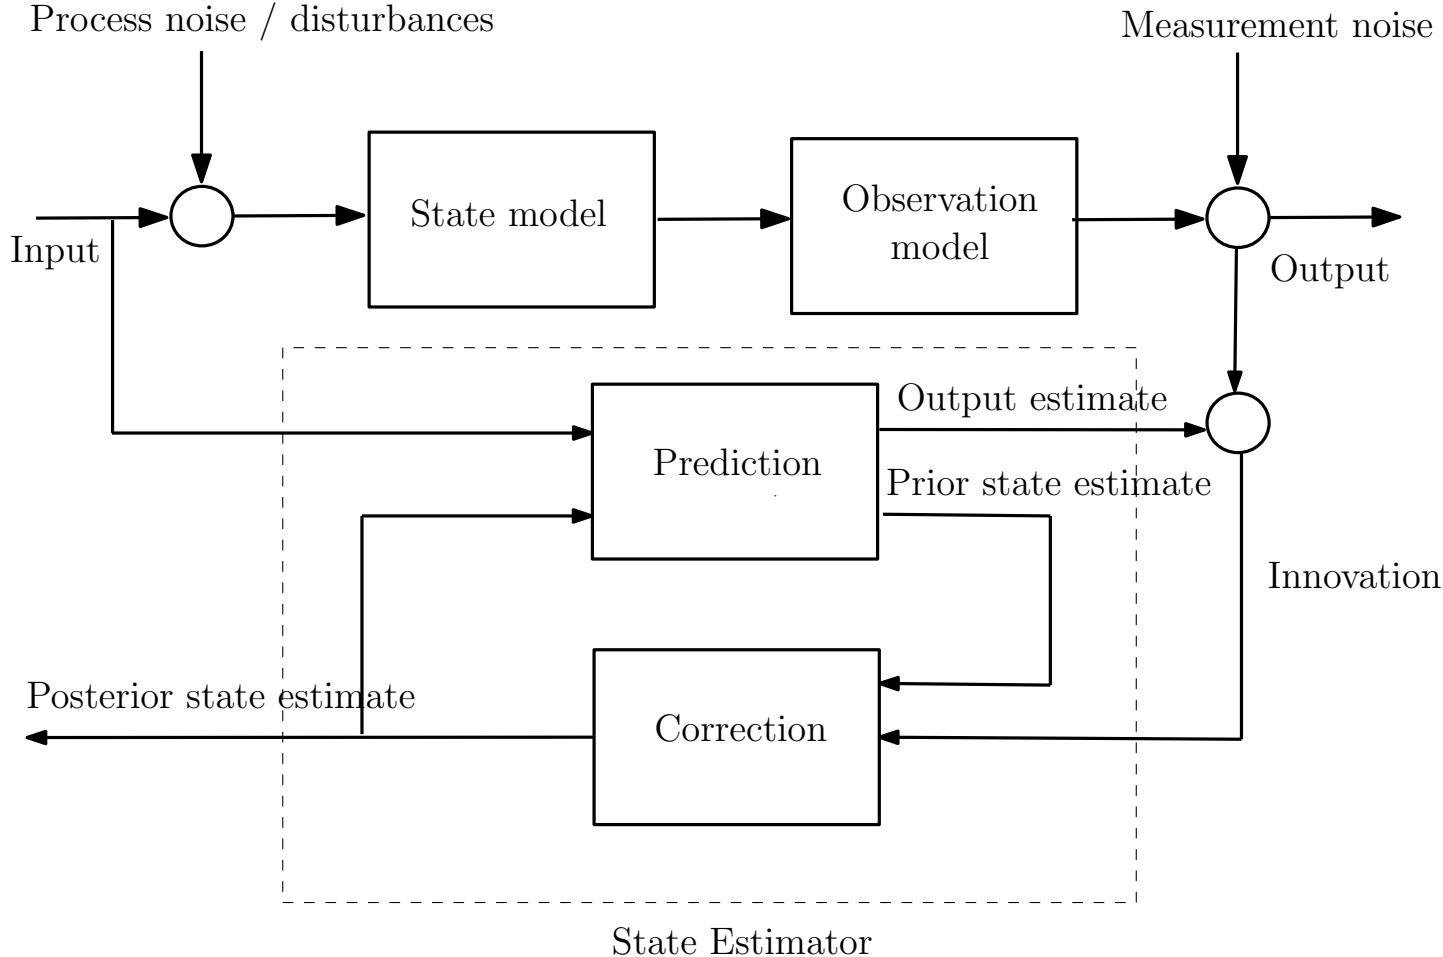 Process noise / disturbances
Measurement noise
State model
Observation
model
Input
Output
Output estimate
Prediction
Prior state estimate
Innovation
Posterior state estimate
Correction
State Estimator